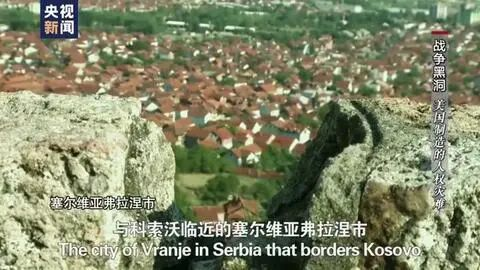 央视
新闻
战争黑洞
美国制造的人权灾难
塞尔维亚弗拉涅市
与科索沃临近的塞尔维亚弗拉涅市
The city of Vranje in Serbia that borders Kosovo